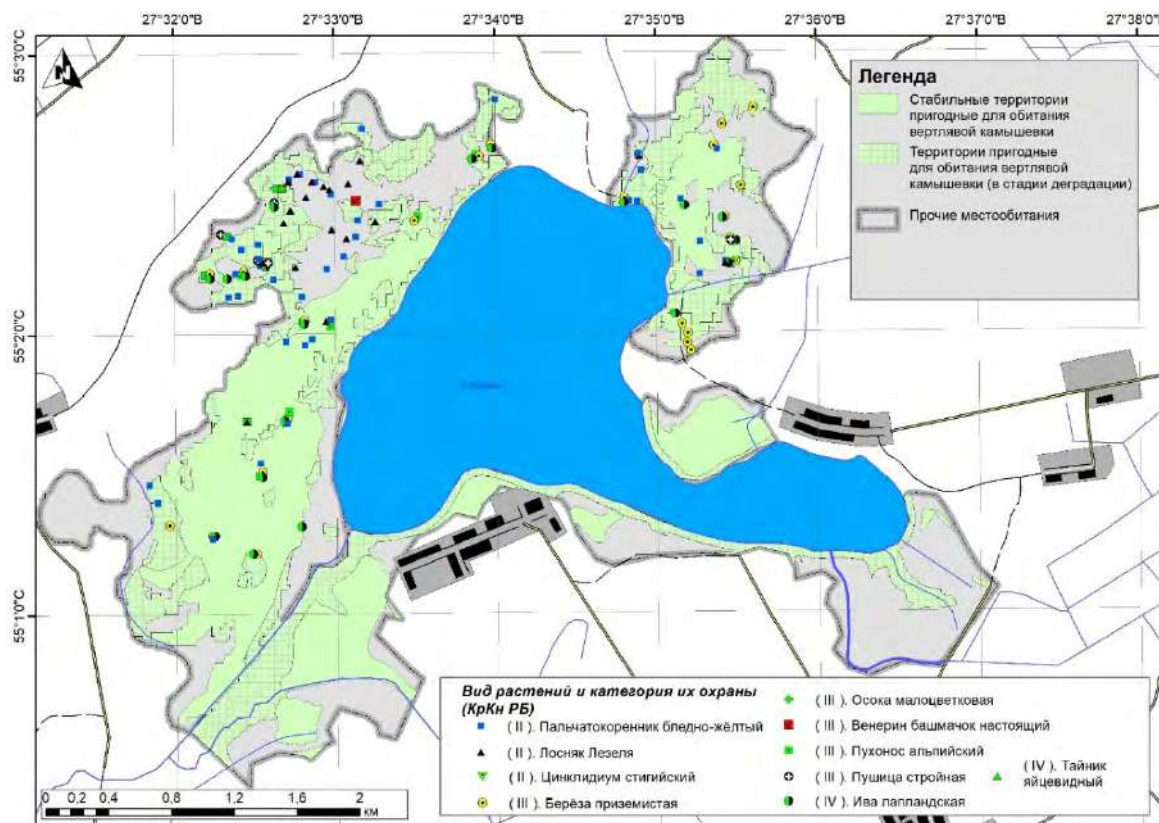 27°32'0"C 27°33'0"C 27°34'0"C 27°35'0"C 27°36'0"C 27°37'0"C 27°38'0"C
55°3'0"C
N
Легенда
Стабильные территории
пригодные для обитания
вертлявой камышевки
Территории пригодные
для обитания вертлявой
камышевки (в стадии деградации)
Прочие местообитания
55°2'0"C
55°1'0"C
Вид растений и категория их охраны
(КрКн РБ)
( II ). Пальчатокоренник бледно-жёлтый
( II ). Лосняк Лезеля
( II ). Цинклидиум стигийский
( III ). Берёза приземистая
( III ). Осока малоцветковая
( III ). Венерин башмачок настоящий
( III ). Пухонос альпийский
( III ). Пушица стройная
( IV ). Ива лапландская
( IV ). Тайник
яйцевидный
0 0,2 0,4 0,8 1,2 1,6 2
км